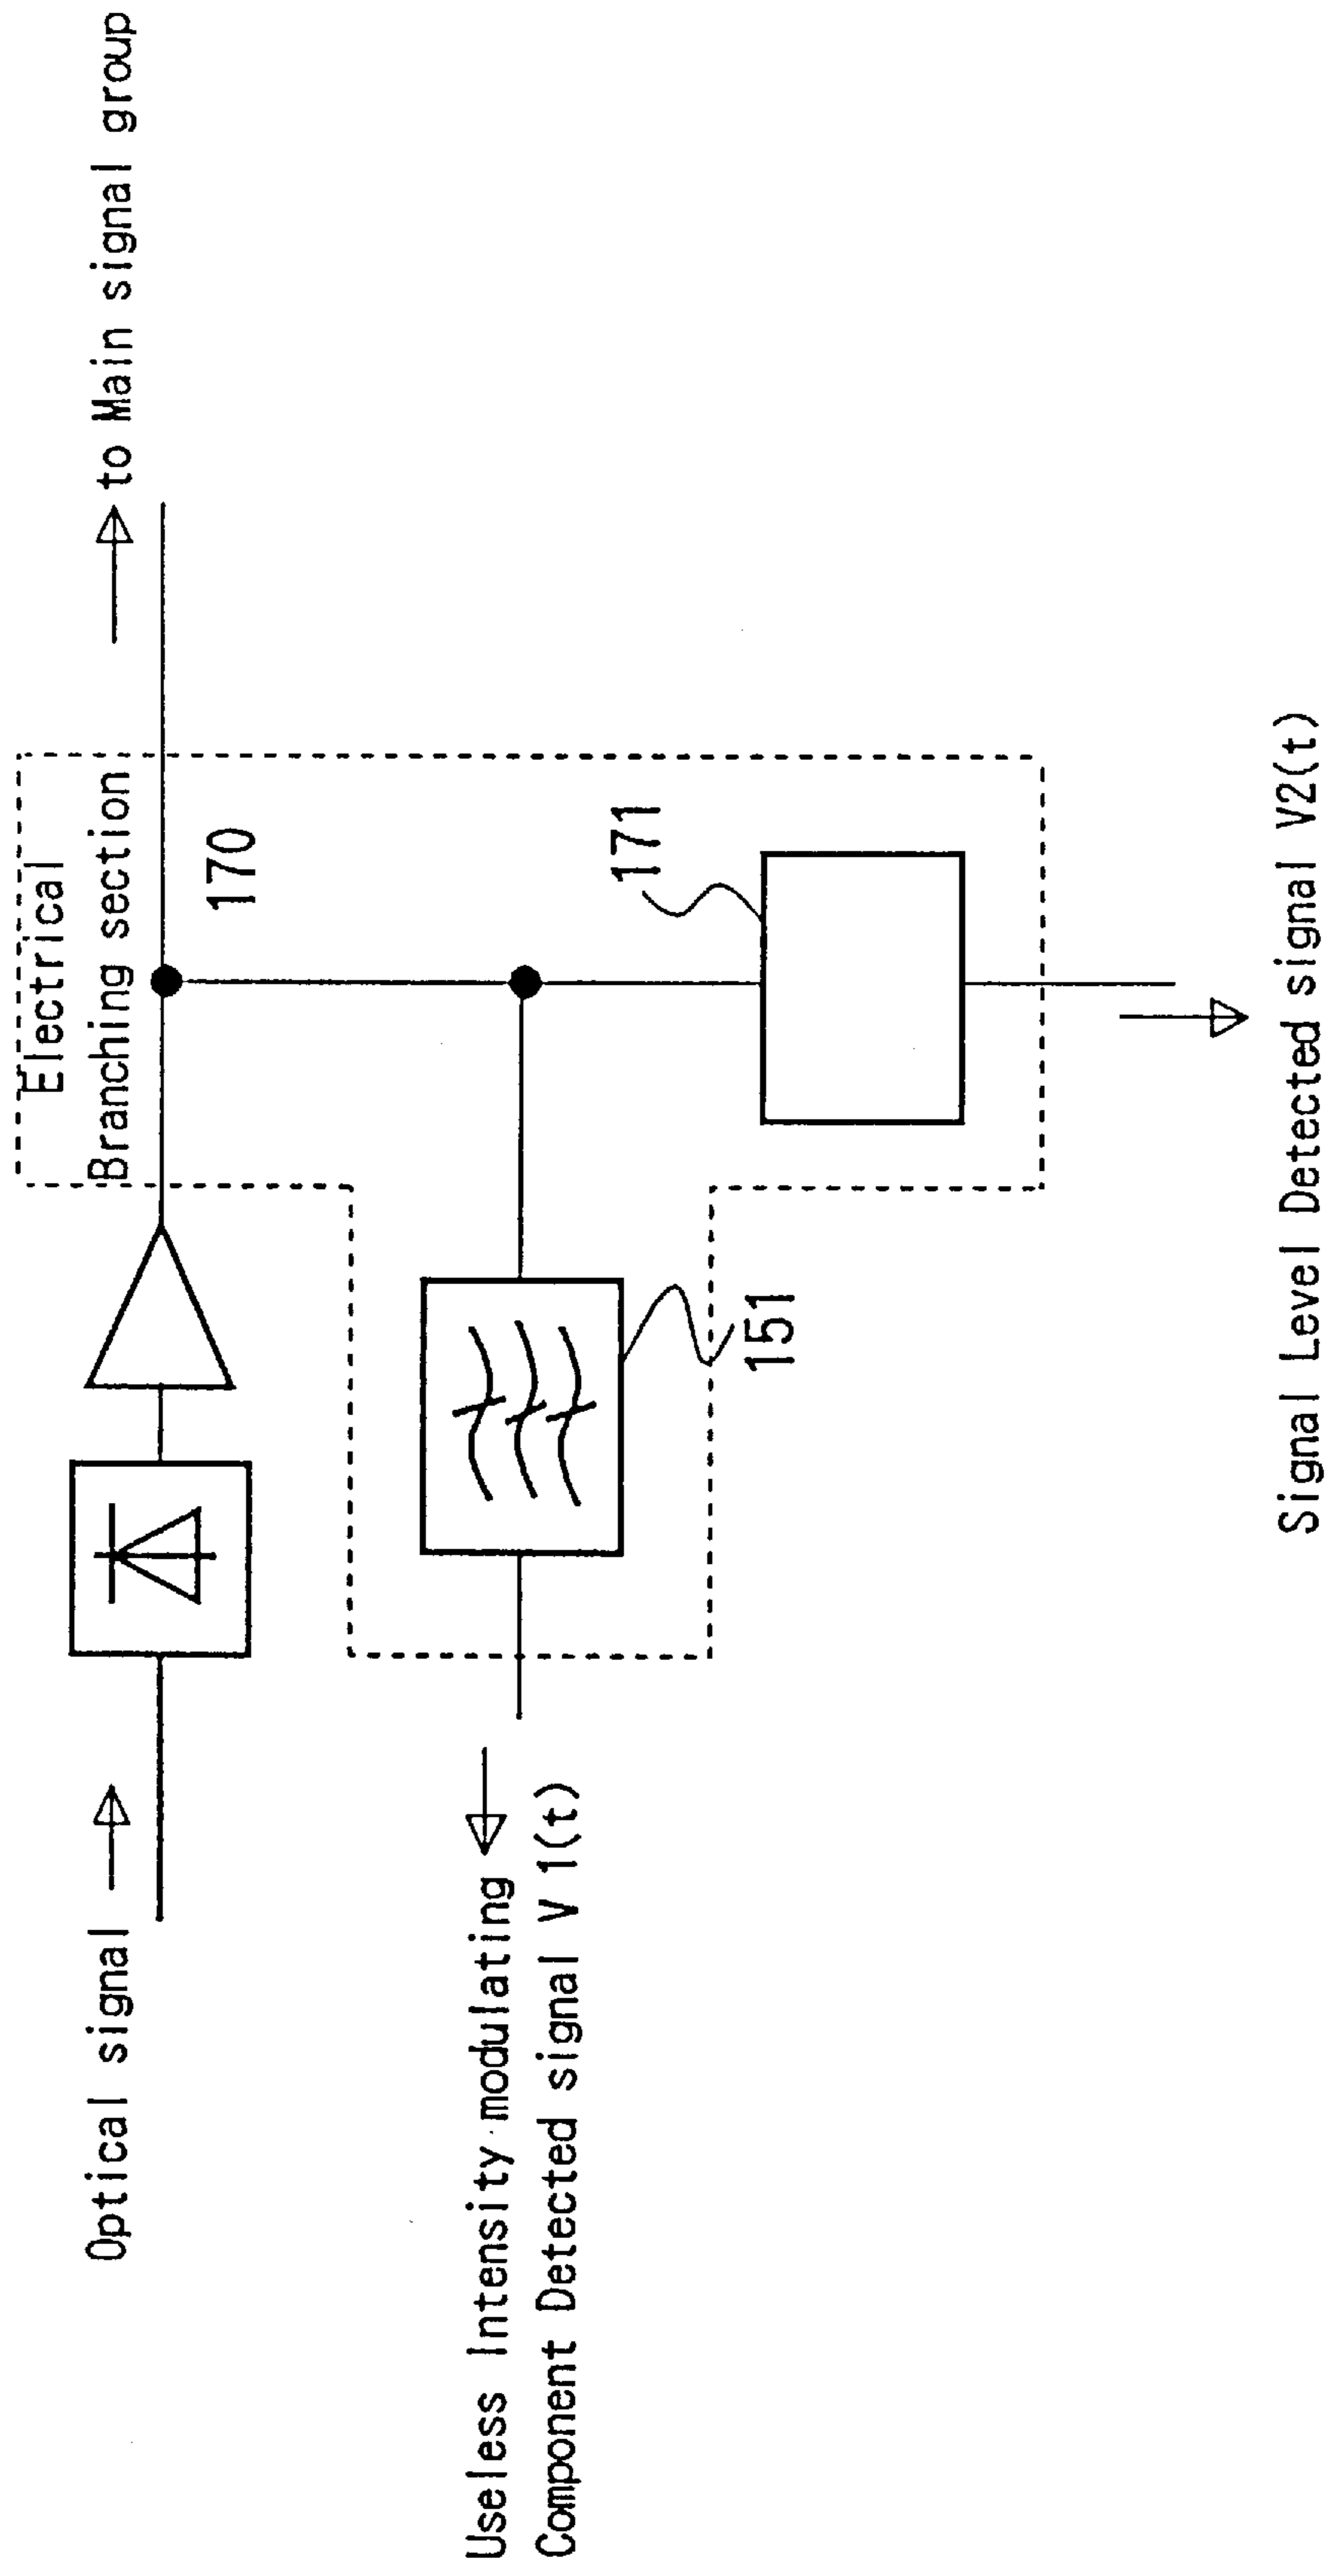 Optical signal
to Main signal group
Electrical
Branching section
170
171
151
Useless Intensity modulating
Component Detected signal V 1(t)
Signal Level Detected signal V2(t)